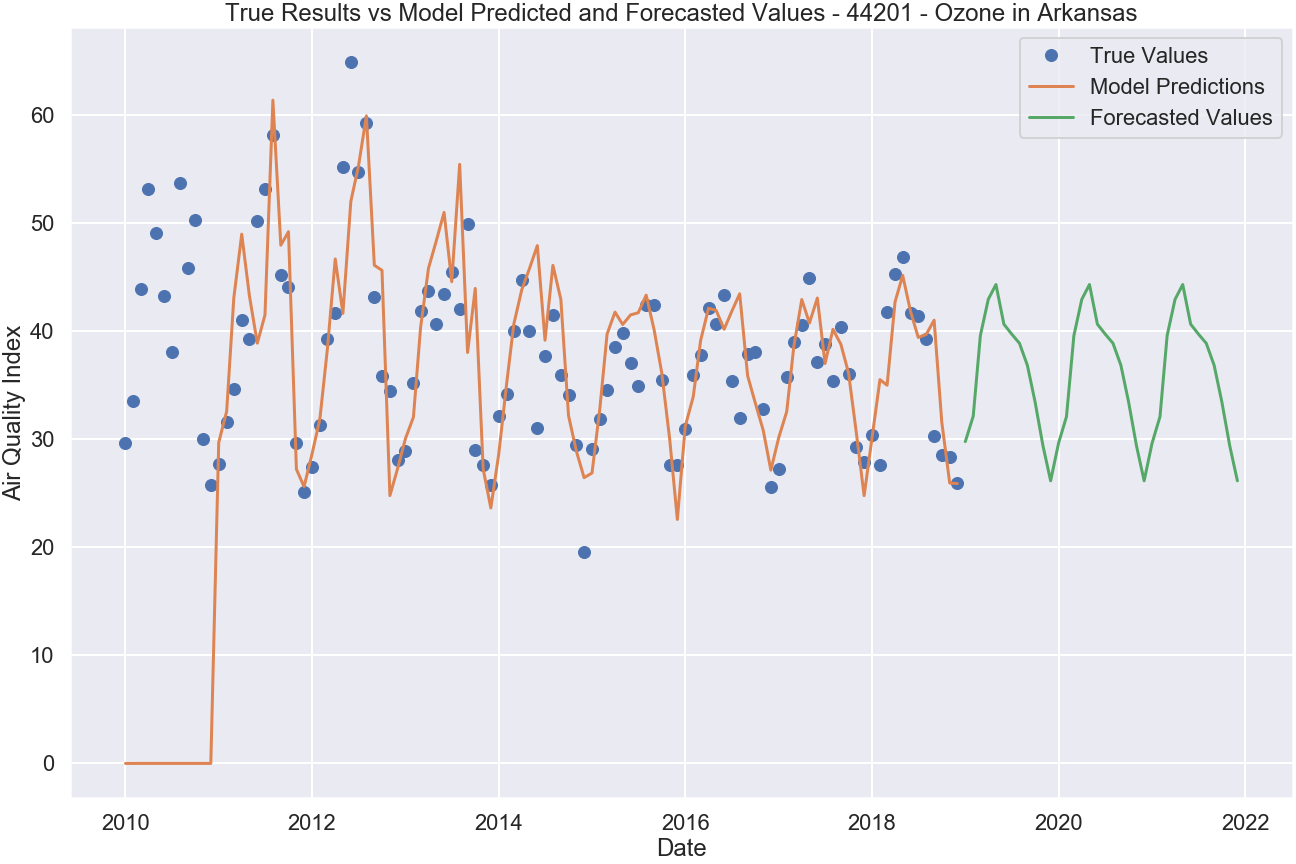 True Results vs Model Predicted and Forecasted Values - 44201 - Ozone in Arkansas
True Values
Model Predictions
Forecasted Values
Air Quality Index
60
50
40
30
20
10
0
2010 2012 2014 2016 2018 2020 2022
Date